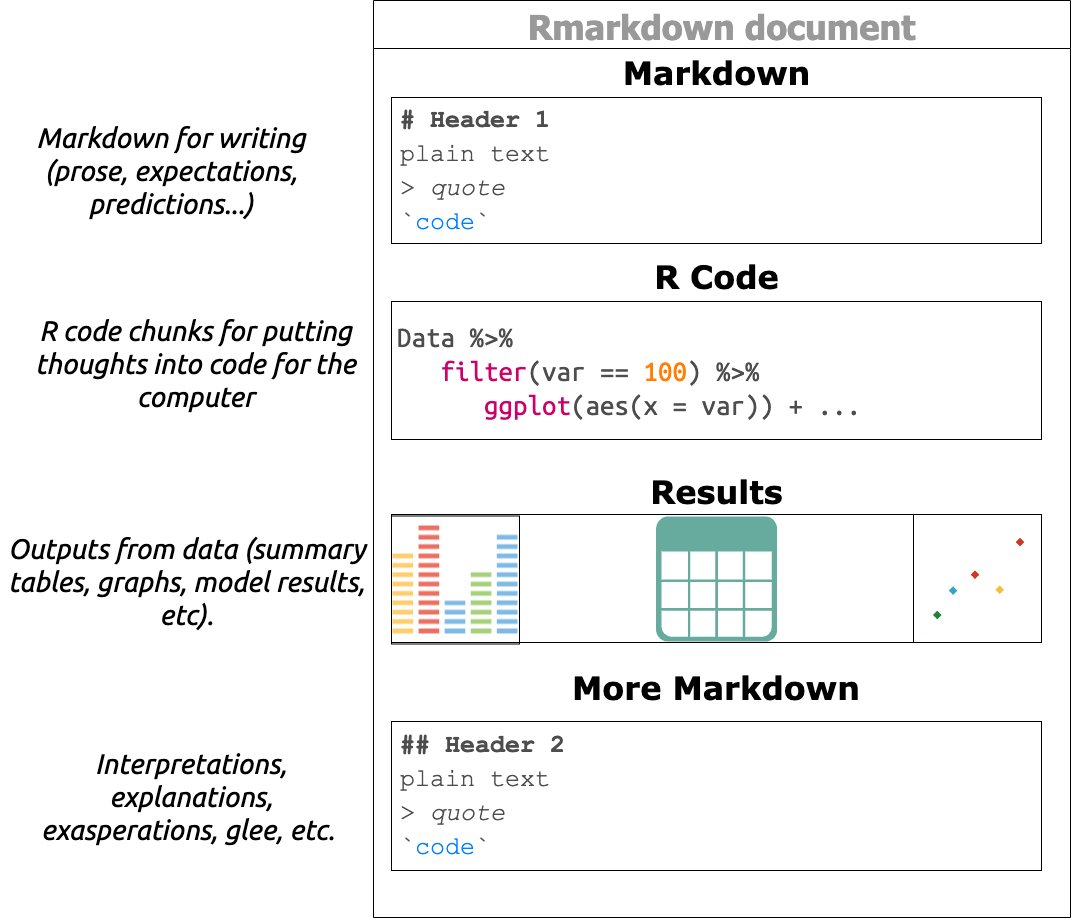 Rmarkdown document
Markdown
Markdown for writing
(prose, expectations,
predictions...)
# Header 1
plain text
> quote
`code`
R Code
R code chunks for putting
thoughts into code for the
computer
Data %>%
filter(var == 100) %>%
ggplot(aes(x = var)) + ...
Results
Outputs from data (summary
tables, graphs, model results,
etc).
More Markdown
Interpretations,
explanations,
exasperations, glee, etc.
## Header 2
plain text
> quote
`code`